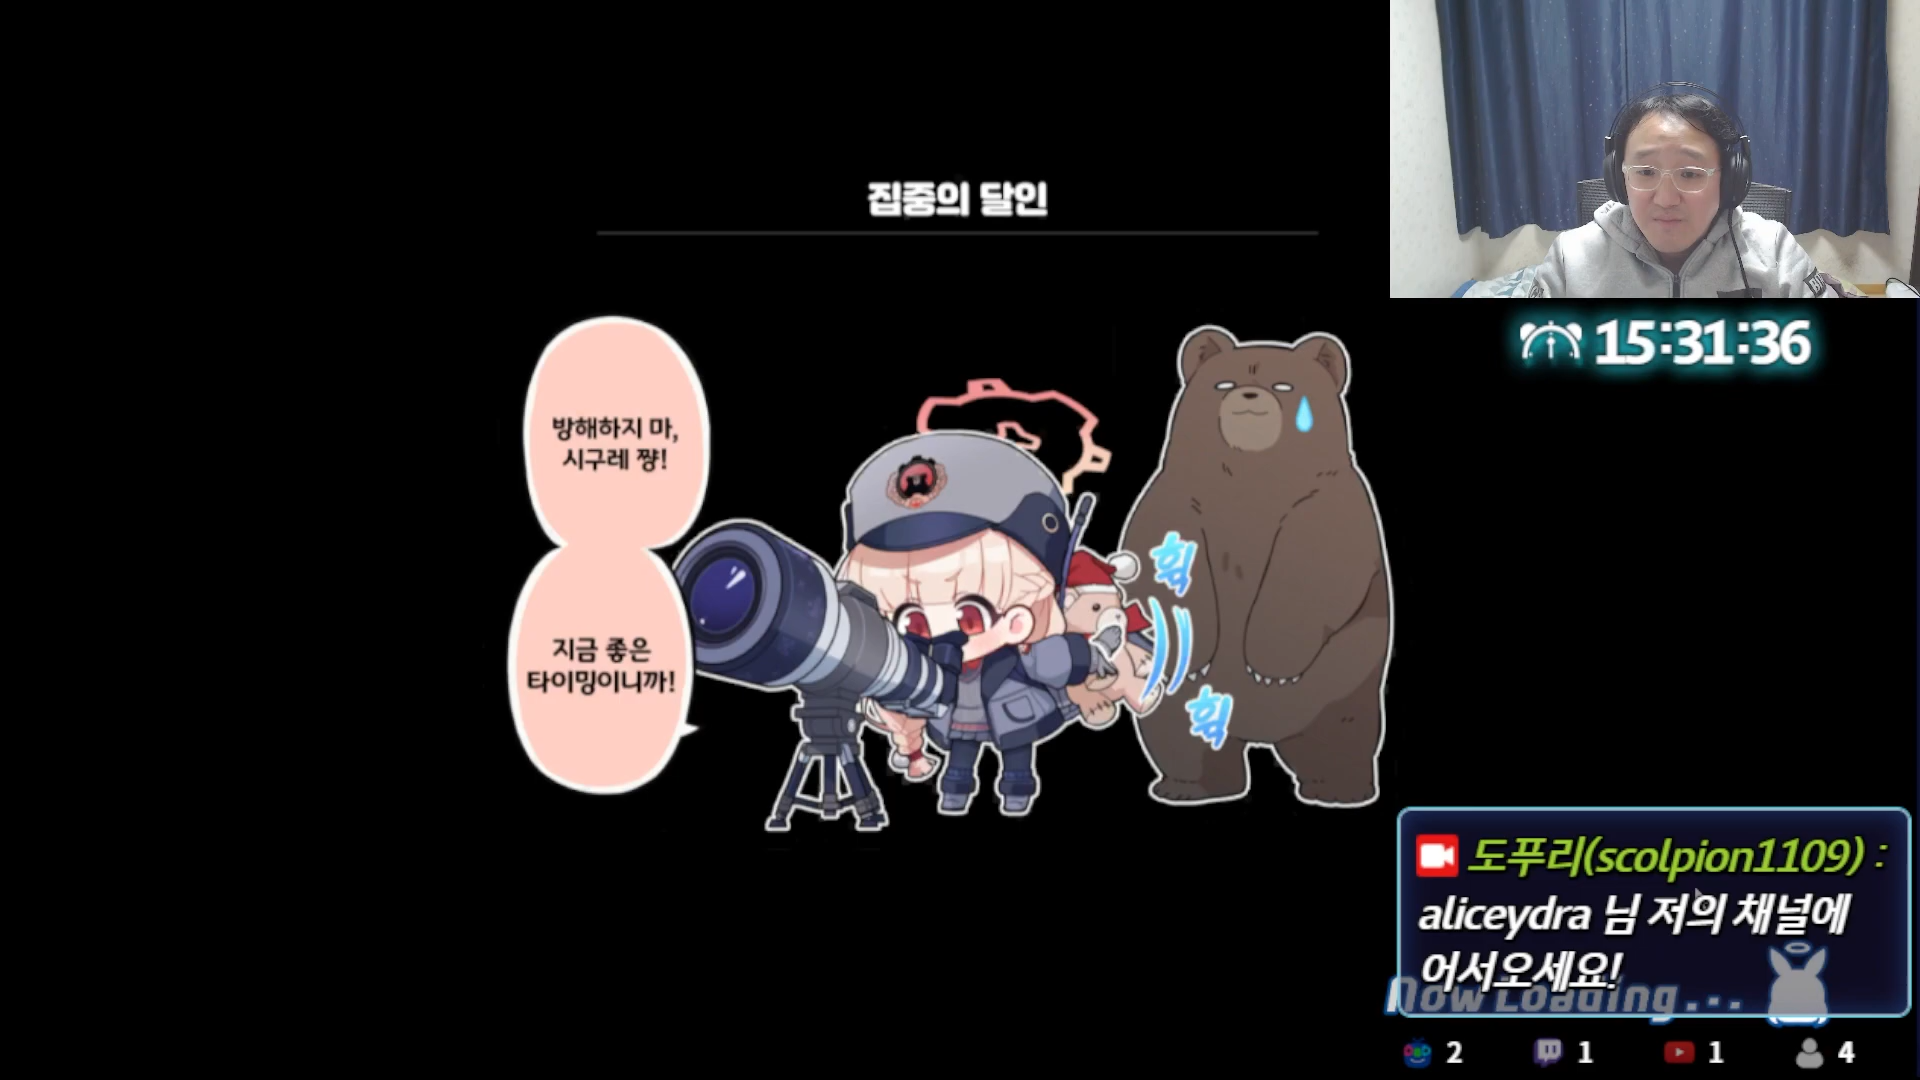 집중의 달인
방해하지 마,
시구레 쨩!
지금 좋은
타이밍이니까!
휙
휙
15:31:36
도푸리(scolpion1109) :
aliceydra 님 저의 채널에
어서오세요!
Now Loading...
2 1 1 4